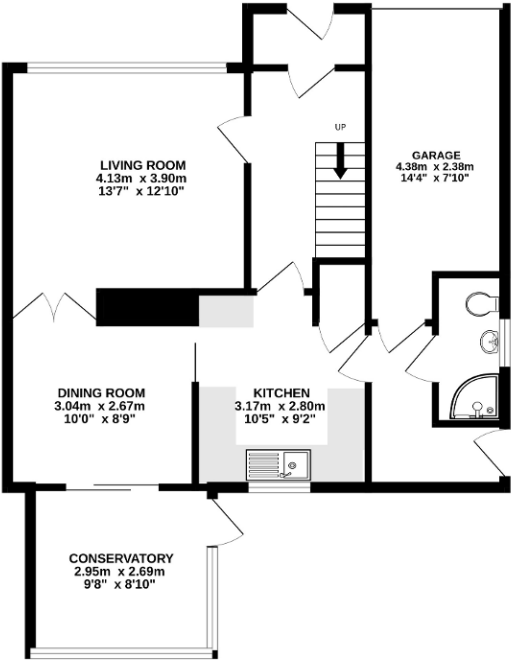 UP
LIVING ROOM
4.13m x 3.90m
13'7" x 12'10"
GARAGE
4.38m x 2.38m
14'4" x 7'10"
DINING ROOM
3.04m x 2.67m
10'0" x 8'9"
KITCHEN
3.17m x 2.80m
10'5" x 9'2"
CONSERVATORY
2.95m x 2.69m
9'8" x 8'10"